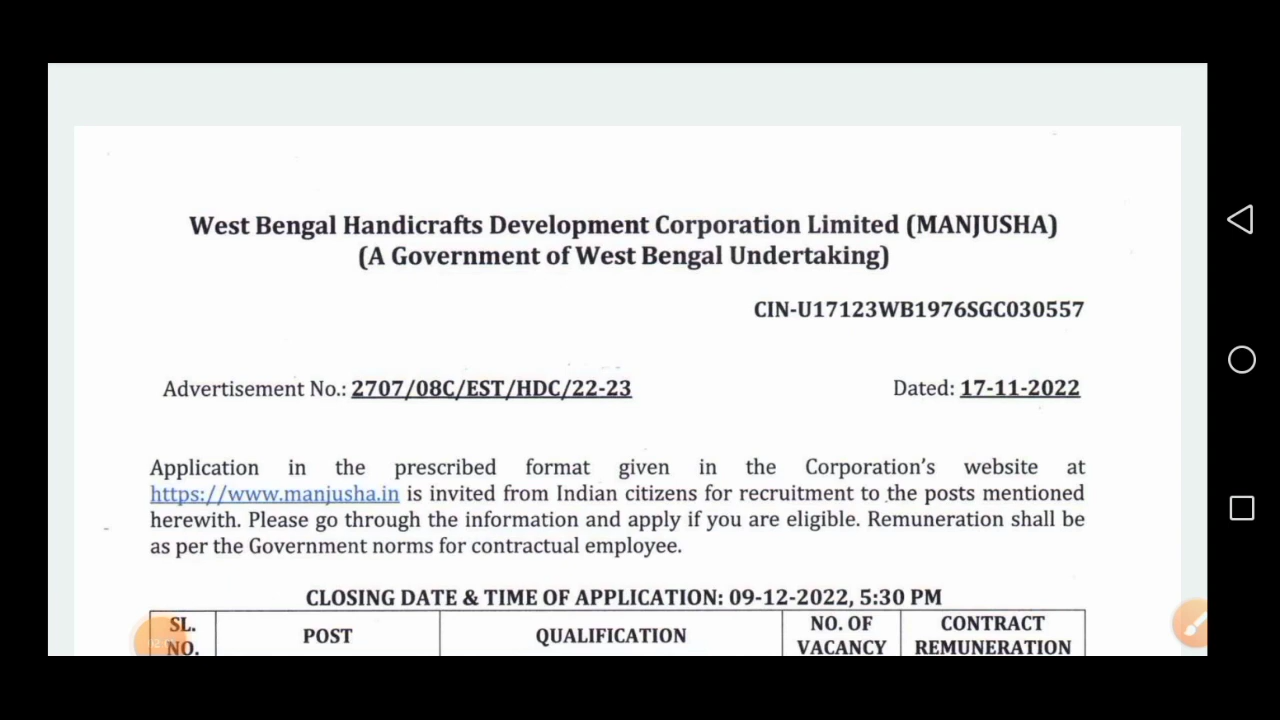 West Bengal Handicrafts Development Corporation Limited (MANJUSHA)
(A Government of West Bengal Undertaking)
CIN-U17123WB1976SGC030557
Advertisement No.: 2707/08C/EST/HDC/22-23 Dated: 17-11-2022
Application in the prescribed format given in the Corporation's website at
https://www.manjusha.in is invited from Indian citizens for recruitment to the posts mentioned
herewith. Please go through the information and apply if you are eligible. Remuneration shall be
as per the Government norms for contractual employee.
CLOSING DATE & TIME OF APPLICATION: 09-12-2022, 5:30 PM
SL. NO. POST QUALIFICATION NO. OF VACANCY CONTRACT REMUNERATION